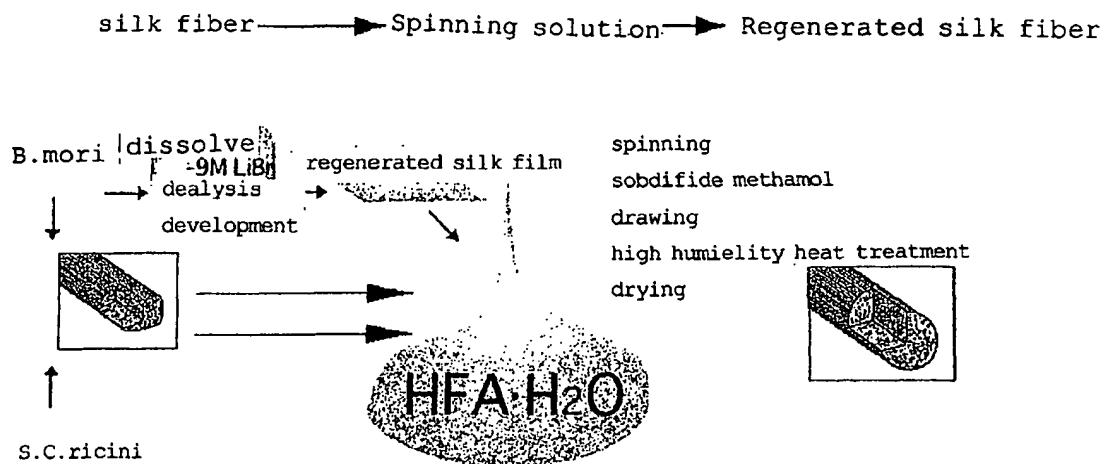 silk fiber → Spinning solution → Regenerated silk fiber
B.mori
dissolve
9M LiBr
dealysis
development
regenerated silk film
spinning
sobdifide methamol
drawing
high humielity heat treatment
drying
HFA·H2O
S.C.ricini